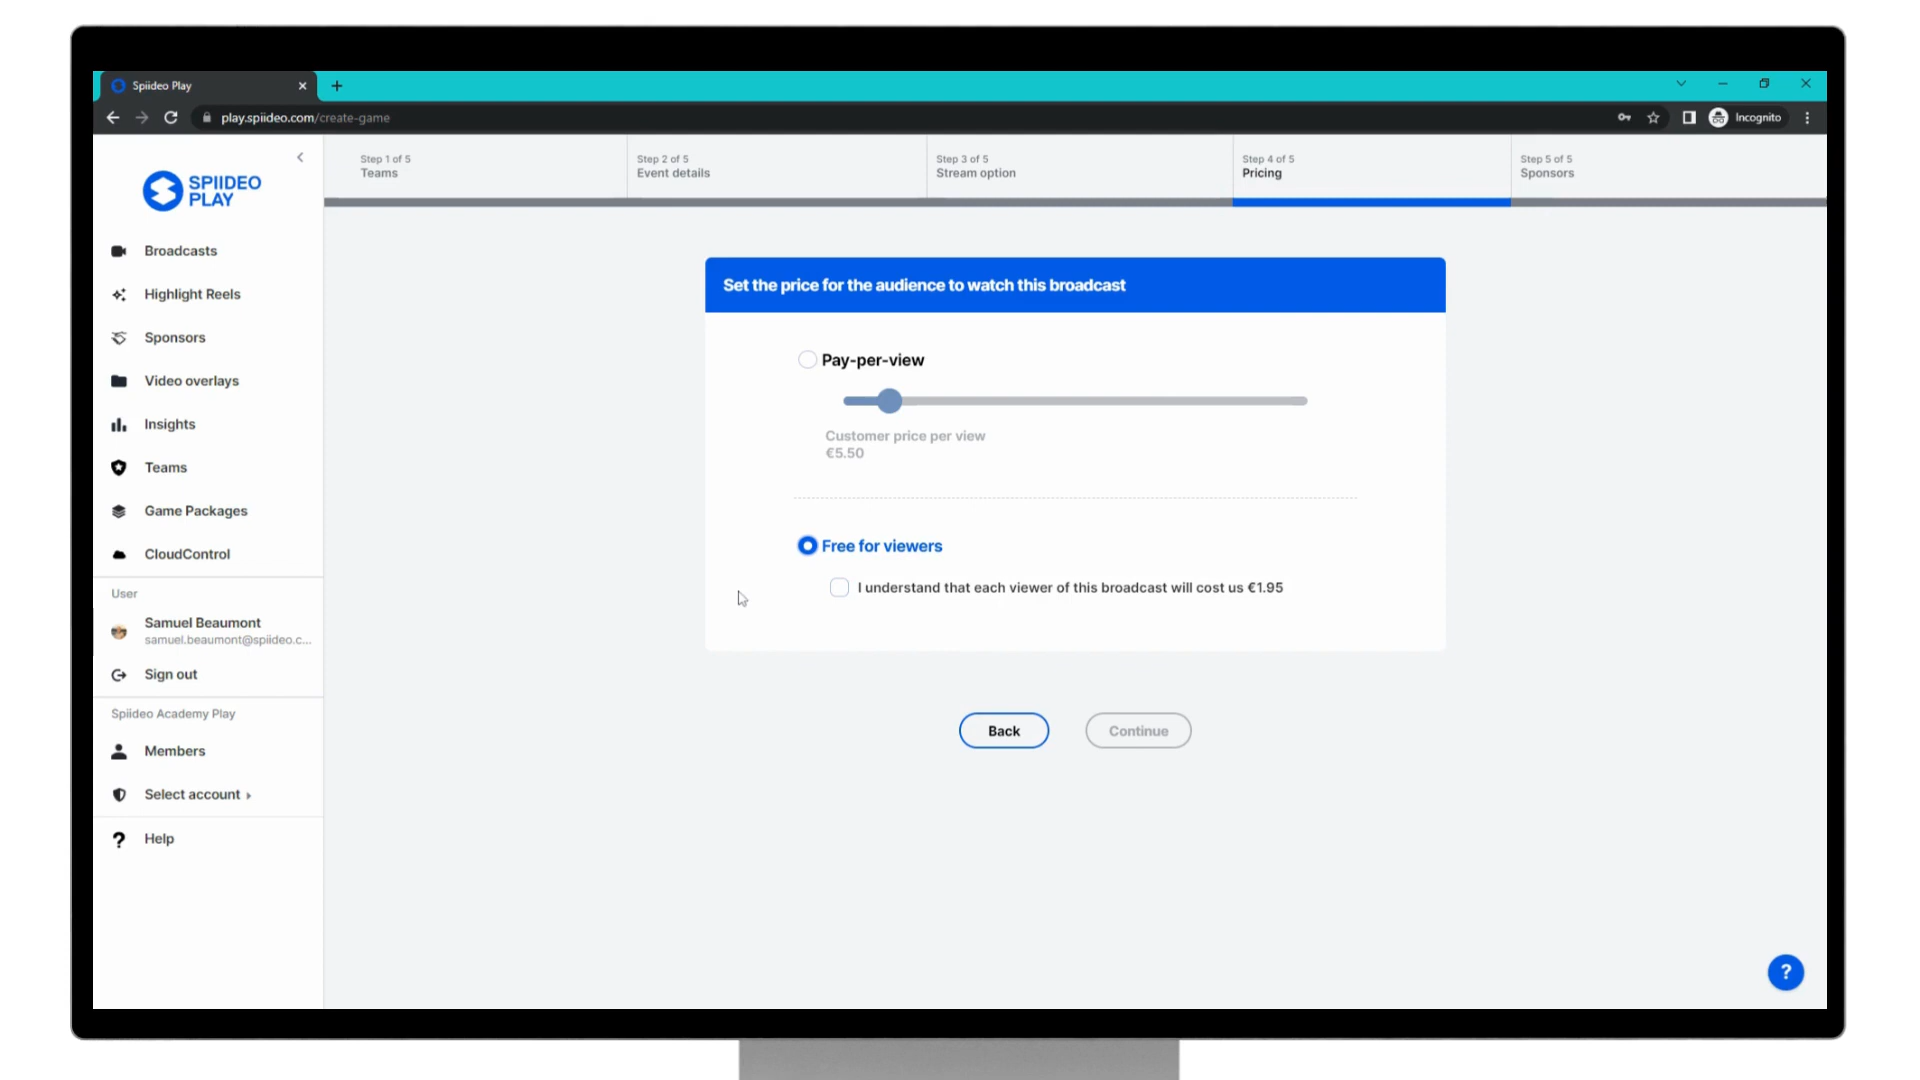 Spiideo Play
play.spiideo.com/create-game
Incognito
SPIIDEO
PLAY
Broadcasts
Highlight Reels
Sponsors
Video overlays
Insights
Teams
Game Packages
CloudControl
User
Samuel Beaumont
samuel.beaumont@spiideo.c...
Sign out
Spiideo Academy Play
Members
Select account
Help
Step 1 of 5
Teams
Step 2 of 5
Event details
Step 3 of 5
Stream option
Step 4 of 5
Pricing
Step 5 of 5
Sponsors
Set the price for the audience to watch this broadcast
Pay-per-view
Customer price per view
€5.50
Free for viewers
I understand that each viewer of this broadcast will cost us €1.95
Back
Continue
?